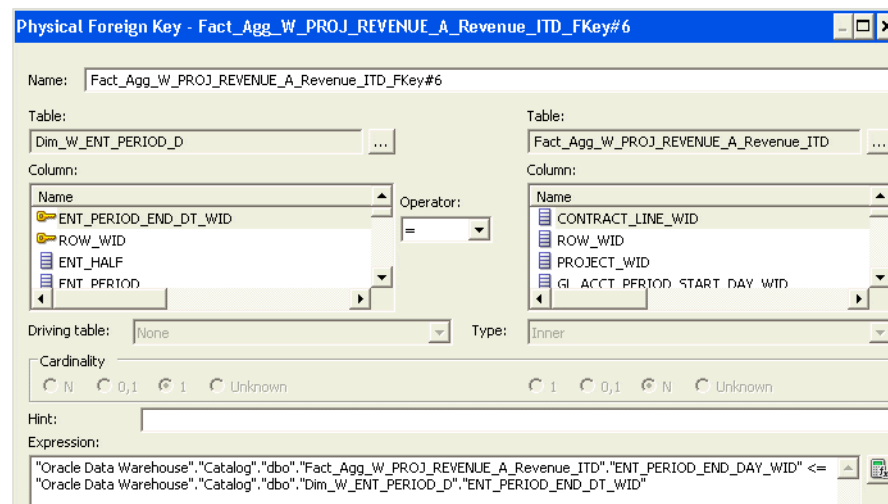 Physical Foreign Key - Fact_Agg_W_PROJ_REVENUE_A_Revenue_ITD_FKey#6
Name: Fact_Agg_W_PROJ_REVENUE_A_Revenue_ITD_FKey#6
Table: Table:
Dim_W_ENT_PERIOD_D ... Fact_Agg_W_PROJ_REVENUE_A_Revenue_ITD ...
Column: Column:
Name Operator: Name
ENT_PERIOD_END_DT_WID = CONTRACT_LINE_WID
ROW_WID ROW_WID
ENT_HALF PROJECT_WID
ENT_PERIOD GL_ACCT_PERIOD_START_DAY_WID
Driving table: None Type: Inner
Cardinality
N 0,1 1 Unknown 1 0,1 N Unknown
Hint:
Expression:
"Oracle Data Warehouse"."Catalog"."dbo"."Fact_Agg_W_PROJ_REVENUE_A_Revenue_ITD"."ENT_PERIOD_END_DAY_WID" <=
"Oracle Data Warehouse"."Catalog"."dbo"."Dim_W_ENT_PERIOD_D"."ENT_PERIOD_END_DT_WID"